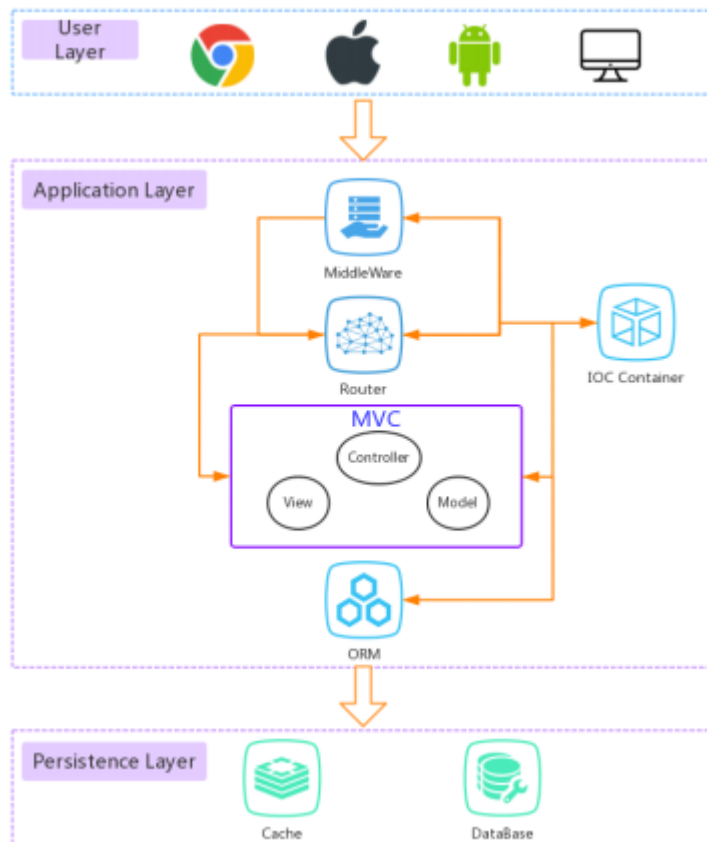 User
Layer
Application Layer
MiddleWare
Router
IOC Container
MVC
Controller
View
Model
ORM
Persistence Layer
Cache
DataBase